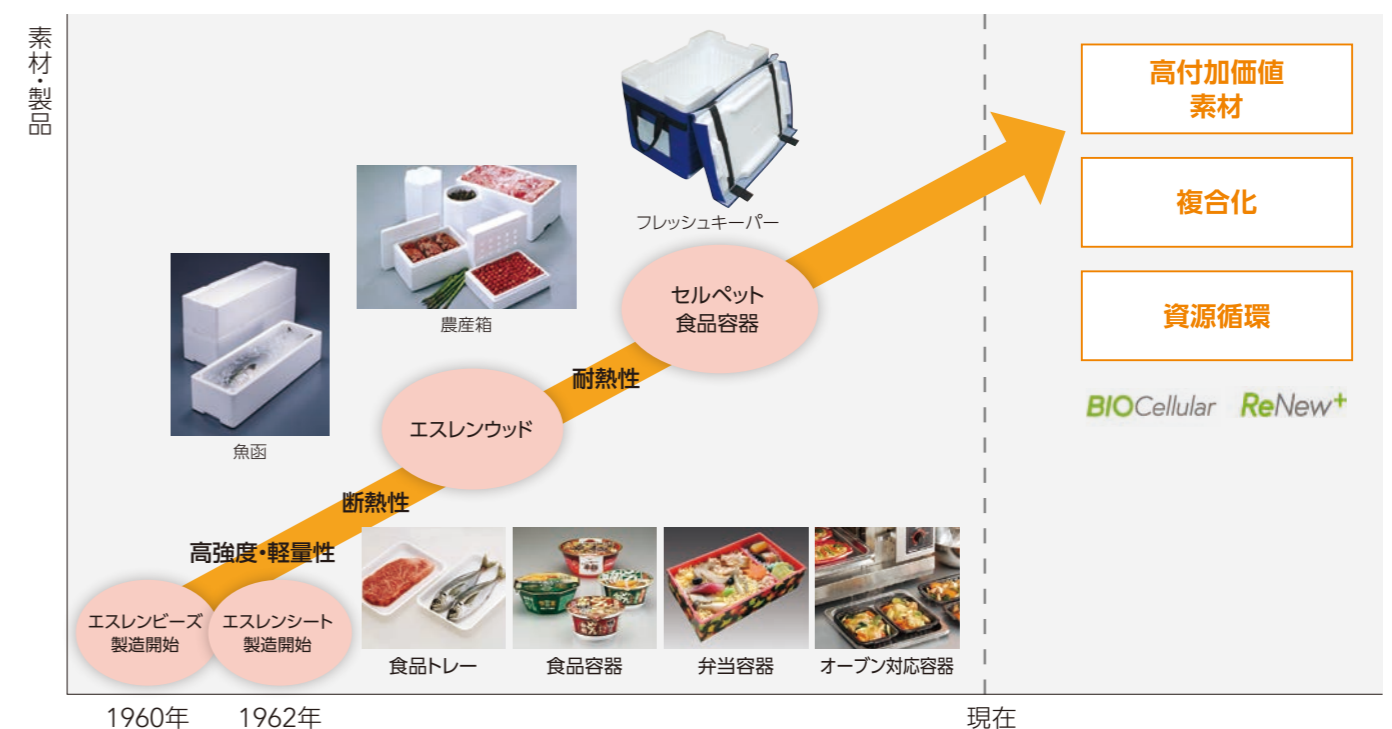 素材・製品
高付加価値
素材
複合化
資源循環
BIOCellular
ReNew+
フレッシュキーパー
セルペット
食品容器
農産箱
耐熱性
エスレンウッド
魚函
断熱性
高強度・軽量性
エスレンビーズ
製造開始
エスレンシート
製造開始
食品トレー
食品容器
弁当容器
オーブン対応容器
1960年
1962年
現在